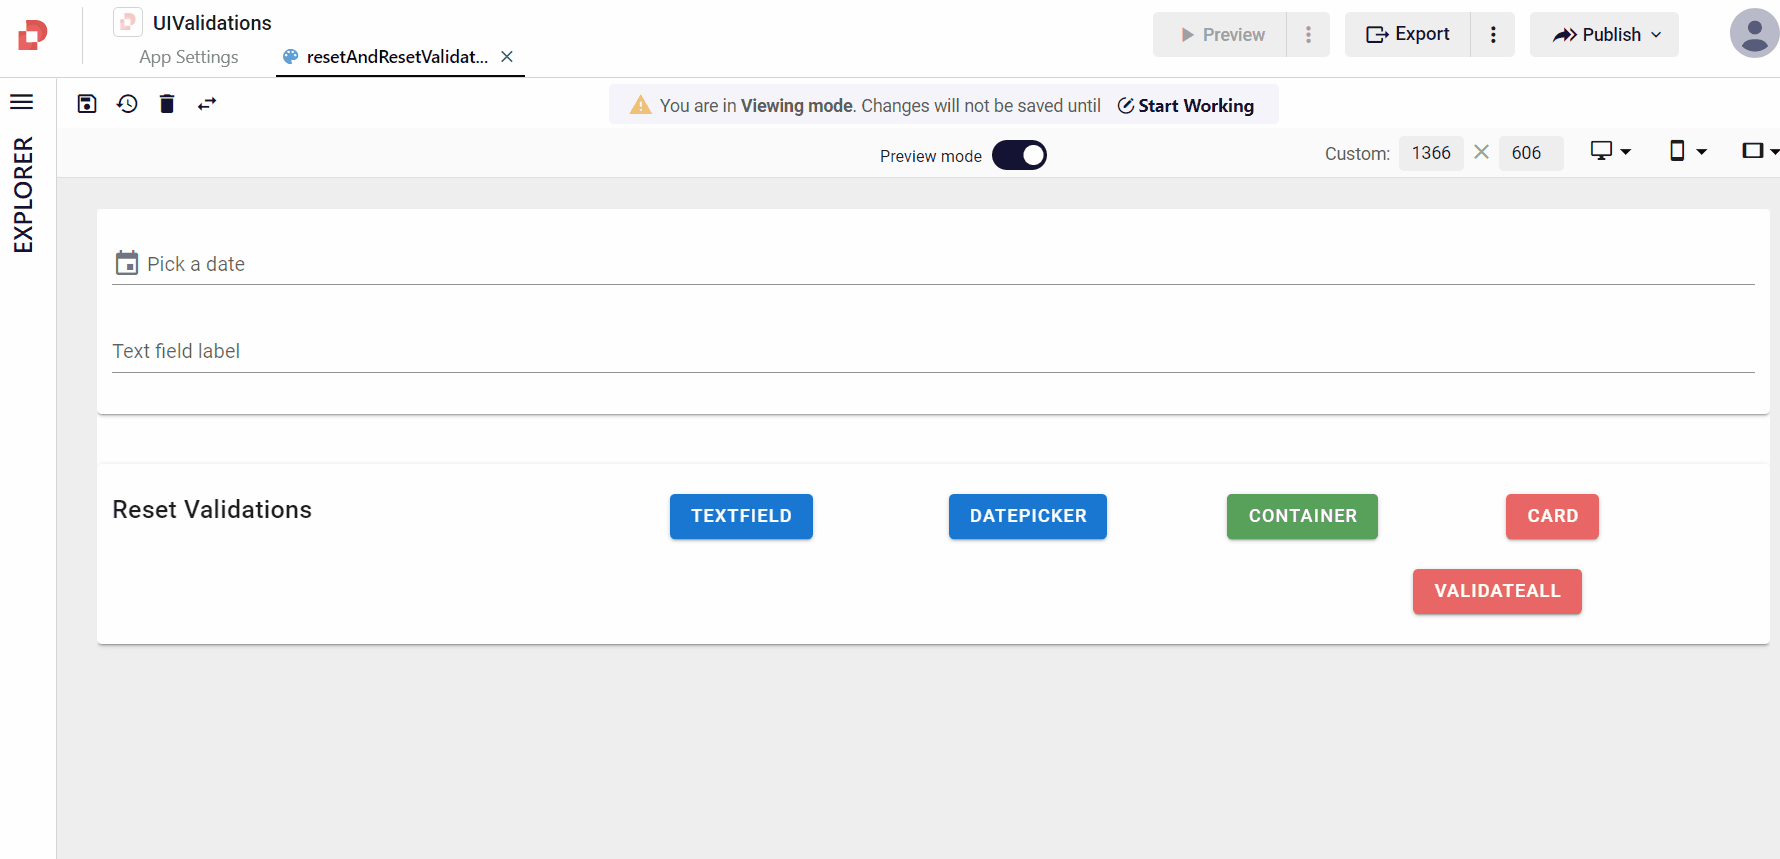 UIValidations
App Settings
resetAndResetValidat...
Preview
Export
Publish
You are in Viewing mode. Changes will not be saved until Start Working
EXPLORER
Preview mode
Custom: 1366 606
Pick a date
Text field label
Reset Validations
TEXTFIELD
DATEPICKER
CONTAINER
CARD
VALIDATEALL